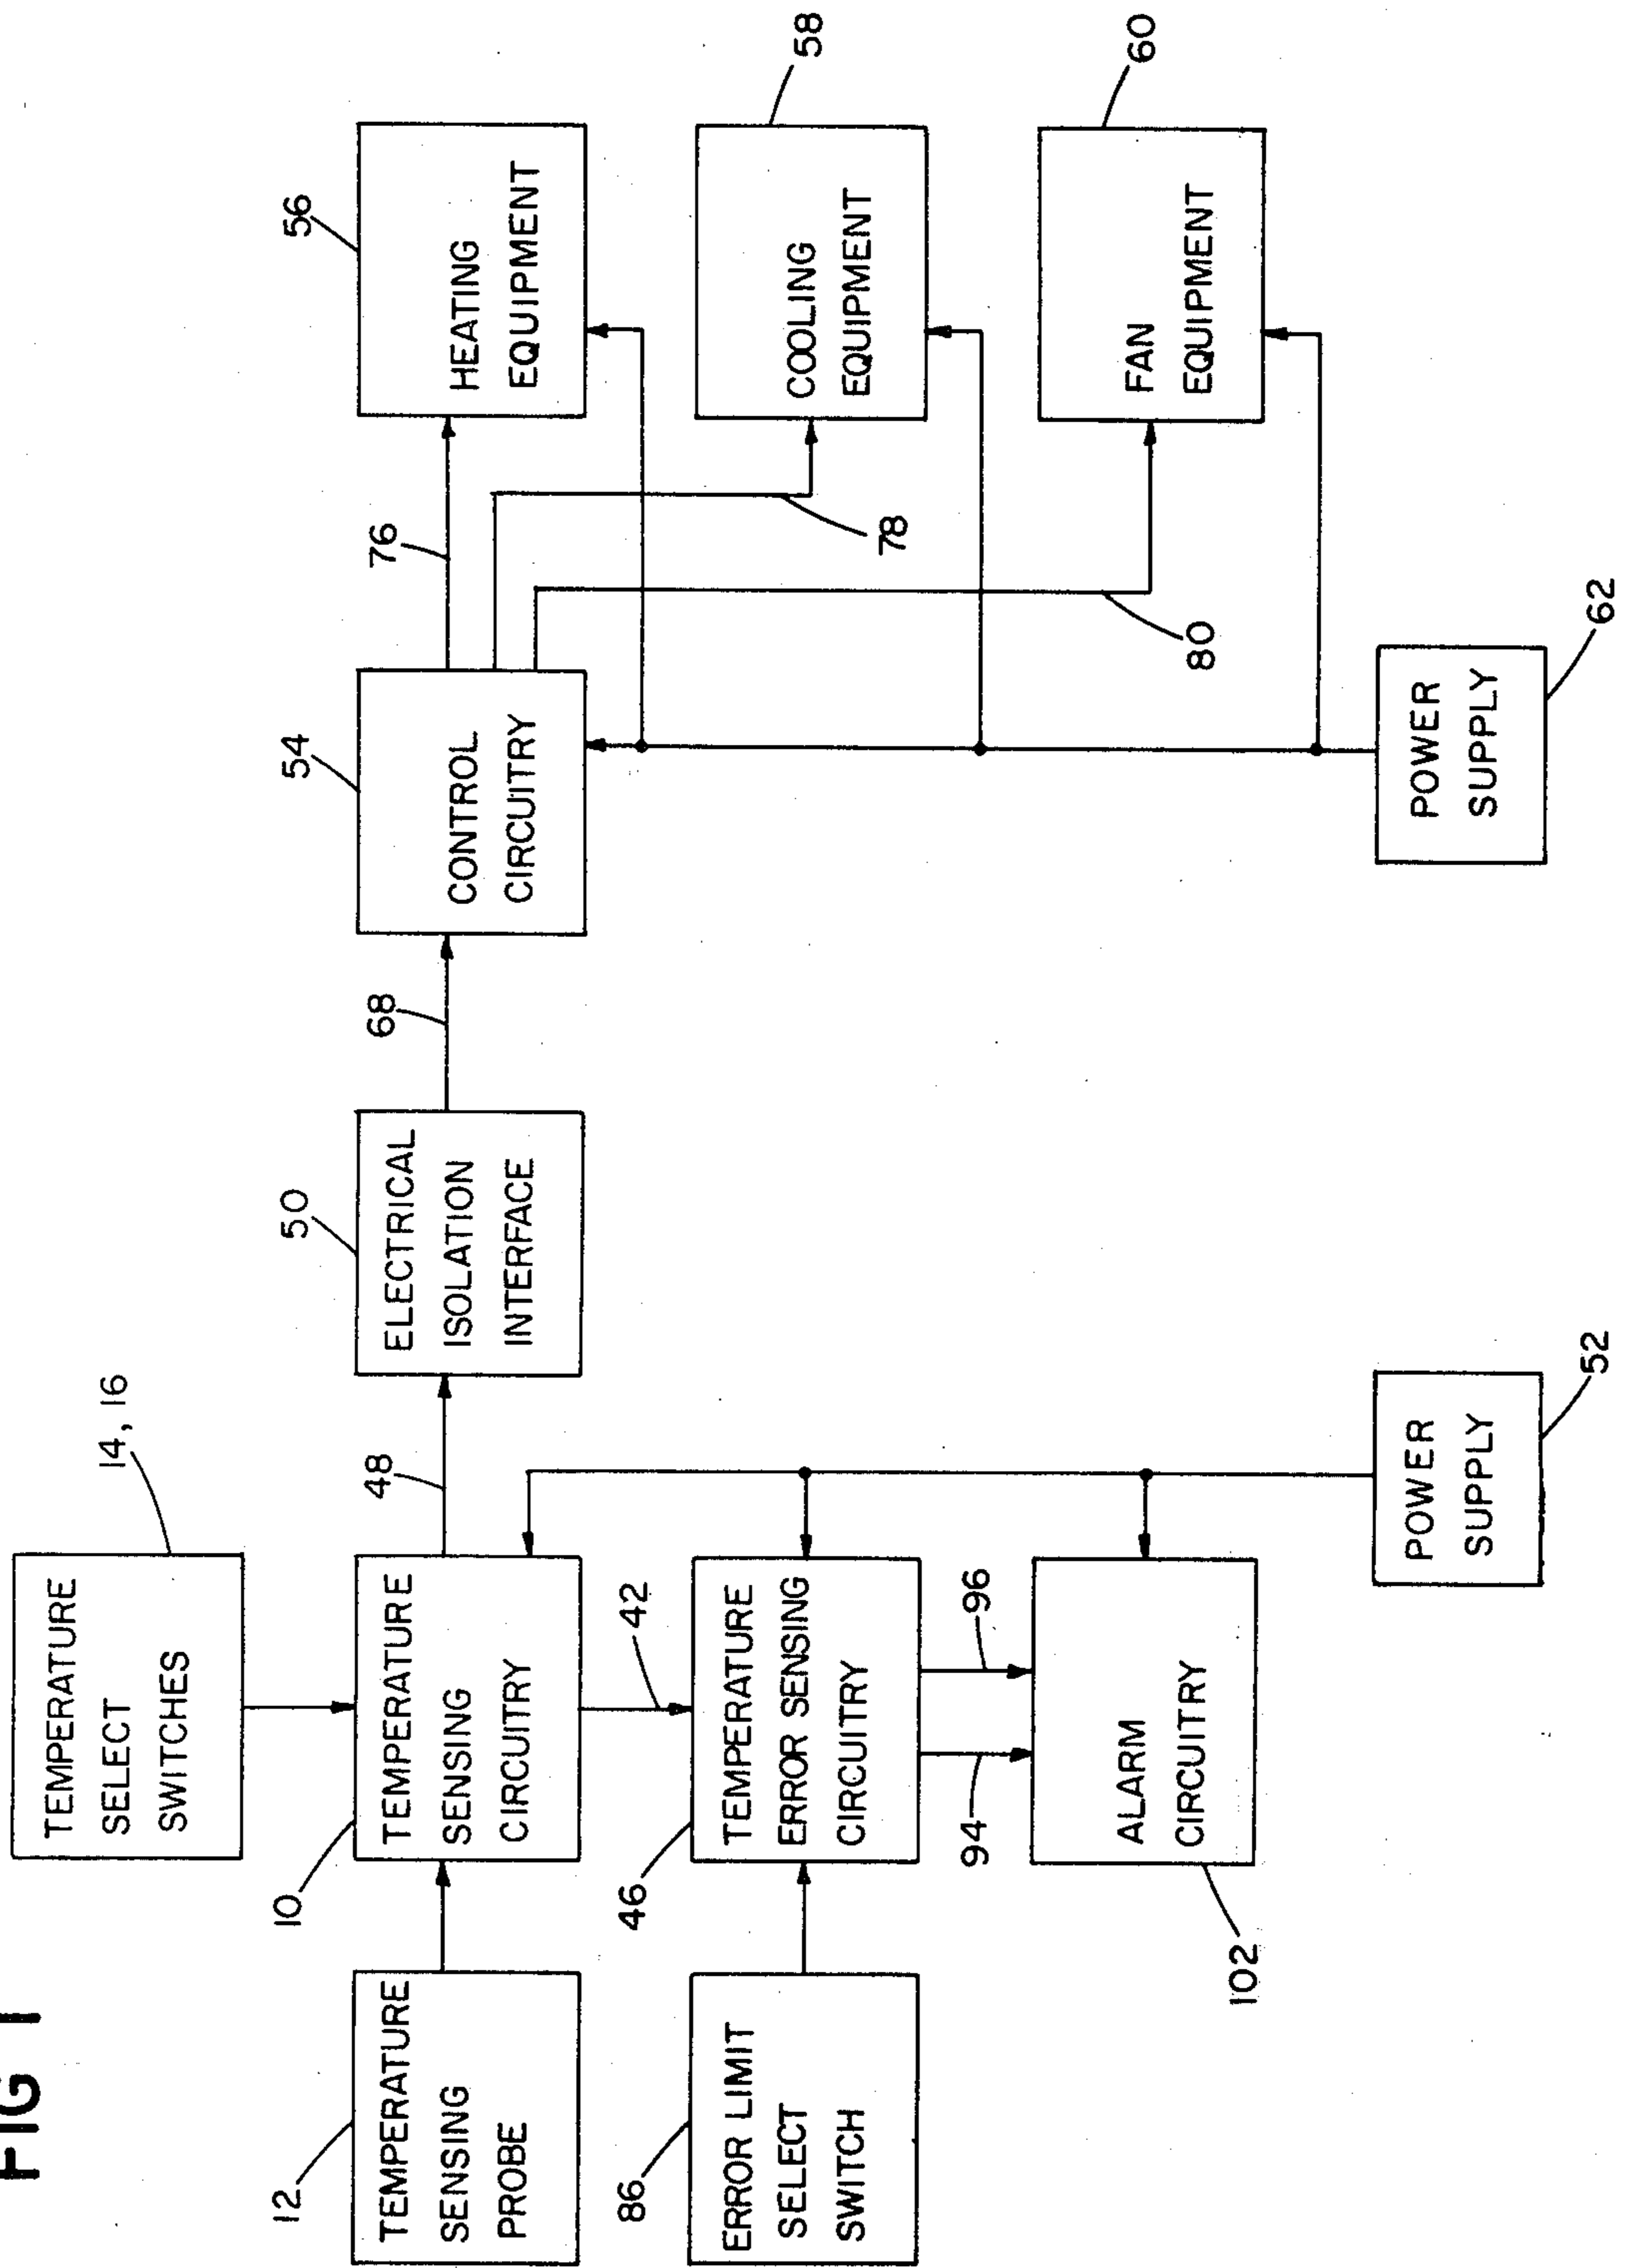 FIG 1
TEMPERATURE
SELECT
SWITCHES
14, 16
12
TEMPERATURE
SENSING
PROBE
10
TEMPERATURE
SENSING
CIRCUITRY
48
50
ELECTRICAL
ISOLATION
INTERFACE
68
54
CONTROL
CIRCUITRY
76
56
HEATING
EQUIPMENT
42
86
ERROR LIMIT
SELECT
SWITCH
46
TEMPERATURE
ERROR SENSING
CIRCUITRY
78
58
COOLING
EQUIPMENT
94
96
102
ALARM
CIRCUITRY
80
60
FAN
EQUIPMENT
POWER
SUPPLY
52
POWER
SUPPLY
62